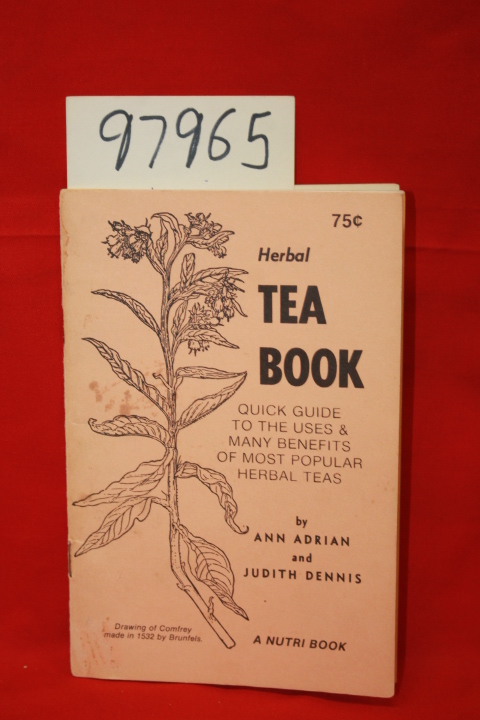 97965
75¢
Herbal
TEA
BOOK
QUICK GUIDE
TO THE USES &
MANY BENEFITS
OF MOST POPULAR
HERBAL TEAS
by
ANN ADRIAN
and
JUDITH DENNIS
Drawing of Comfrey
made in 1532 by Brunfels.
A NUTRI BOOK